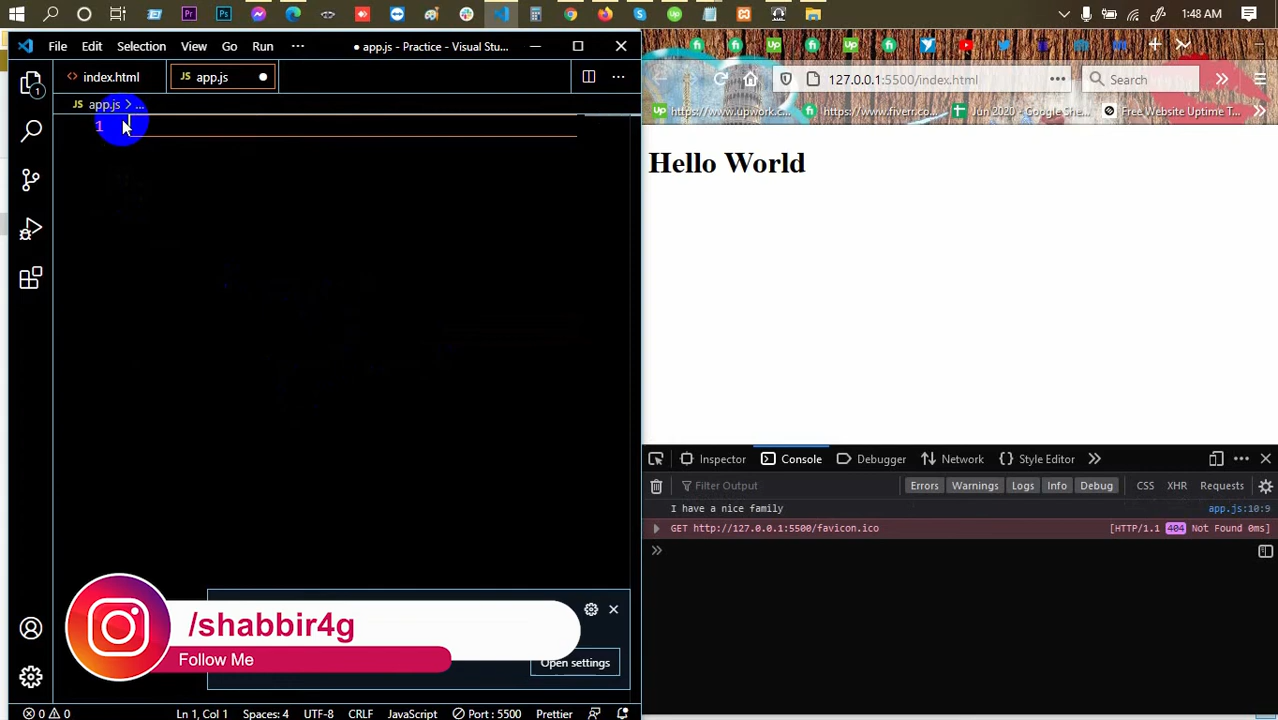 1:48 AM
File Edit Selection View Go Run ··· ● app.js - Practice - Visual Stu...
index.html
JS app.js ●
JS app.js > ...
1
127.0.0.1:5500/index.html
Search
https://www.upwork.c...
https://www.fiverr.co...
Jun 2020 - Google She...
Free Website Uptime T...
Hello World
Inspector Console Debugger Network Style Editor
Filter Output
Errors Warnings Logs Info Debug CSS XHR Requests
I have a nice family app.js:10:9
GET http://127.0.0.1:5500/favicon.ico [HTTP/1.1 404 Not Found 0ms]
/shabbir4g
Follow Me
Open settings
0 0 Ln 1, Col 1 Spaces: 4 UTF-8 CRLF JavaScript Port : 5500 Prettier